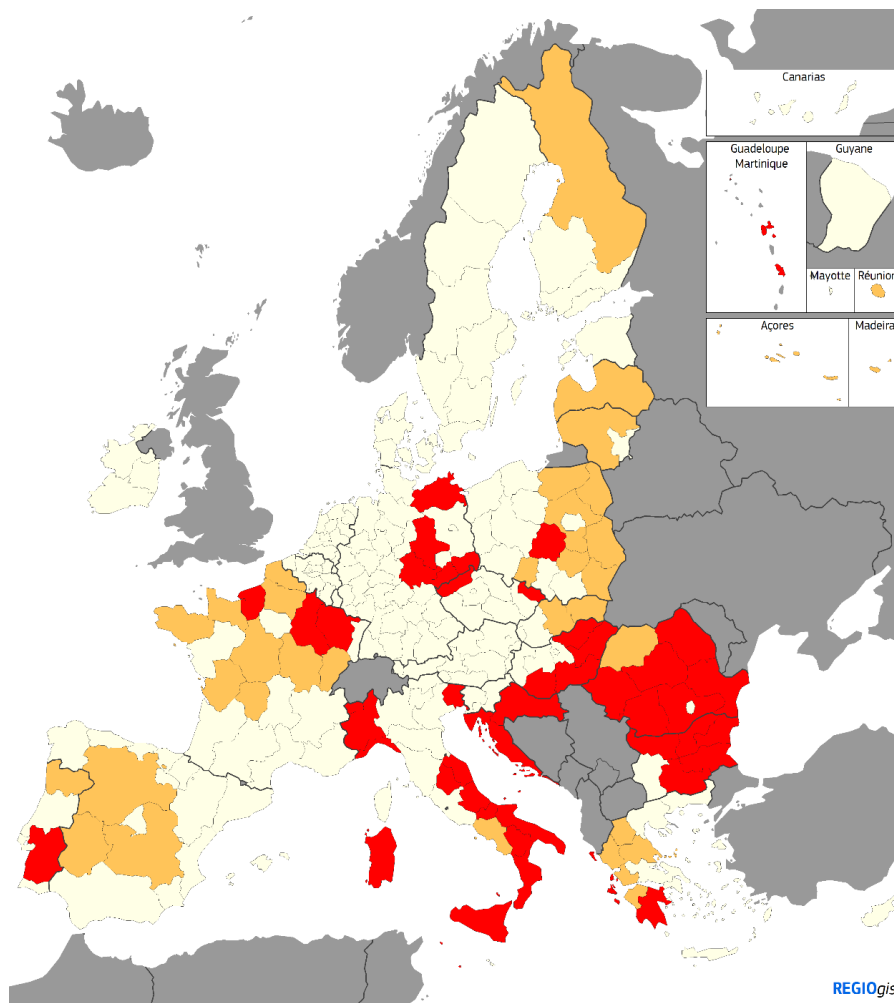 Canarias
Guadeloupe
Martinique
Guyane
Mayotte
Réunion
Açores
Madeira
REGIOgis